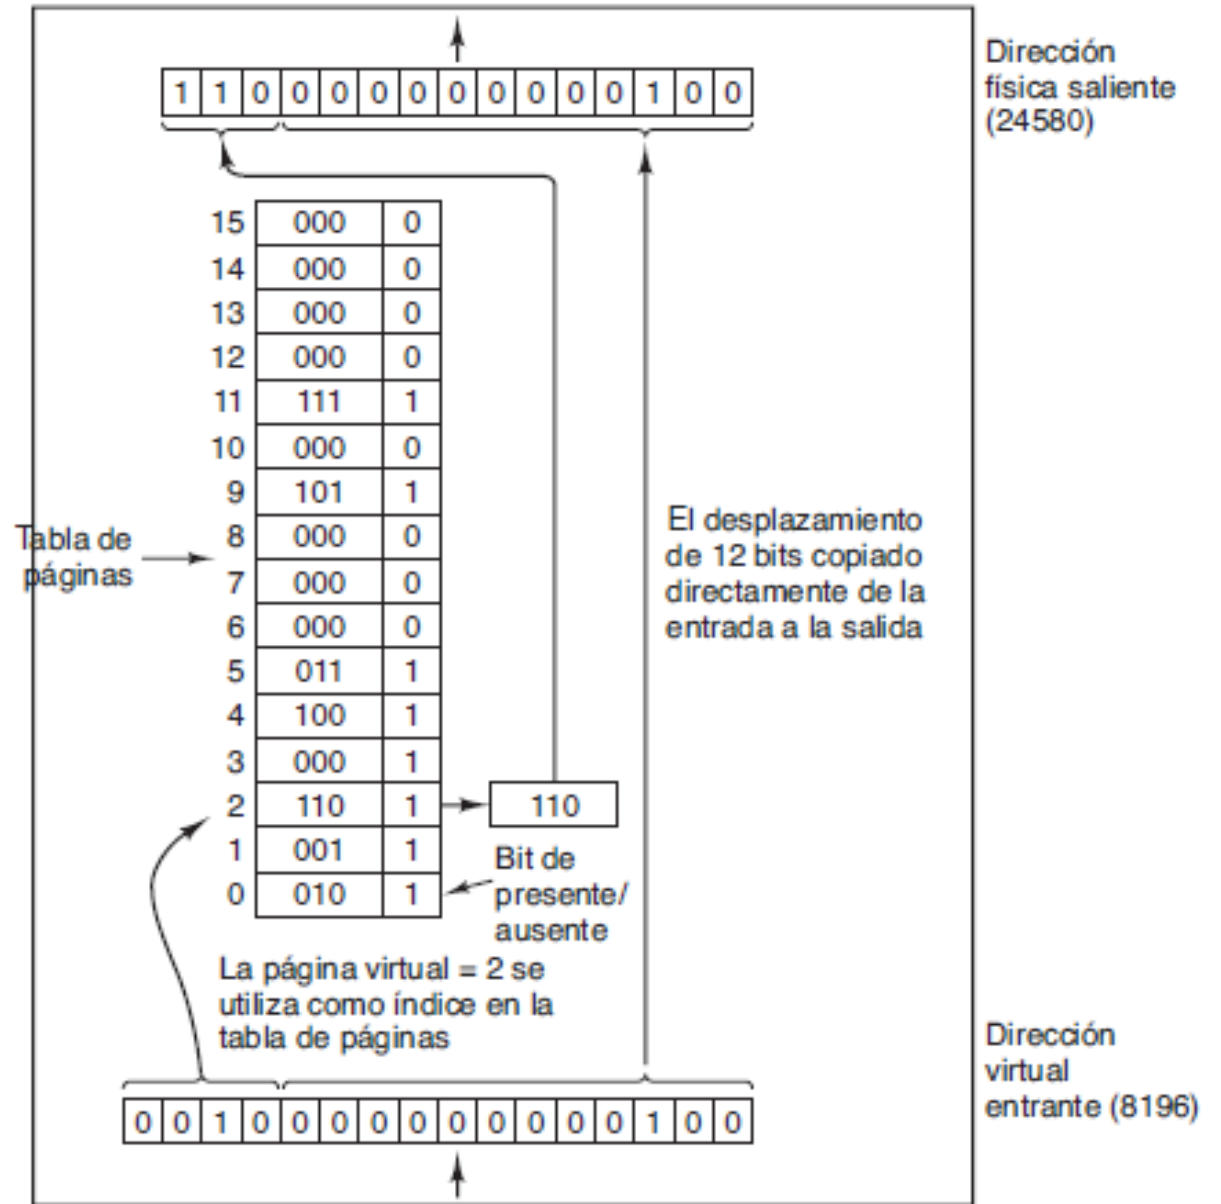 Dirección
física saliente
(24580)
1 1 0 0 0 0 0 0 0 0 0 0 1 0 0
15 000 0
14 000 0
13 000 0
12 000 0
11 111 1
10 000 0
9 101 1
8 000 0
7 000 0
6 000 0
5 011 1
4 100 1
3 000 1
2 110 1 110
1 001 1
0 010 1
Tabla de
páginas
El desplazamiento
de 12 bits copiado
directamente de la
entrada a la salida
Bit de
presente/
ausente
La página virtual = 2 se
utiliza como índice en la
tabla de páginas
0 0 1 0 0 0 0 0 0 0 0 0 0 1 0 0
Dirección
virtual
entrante (8196)